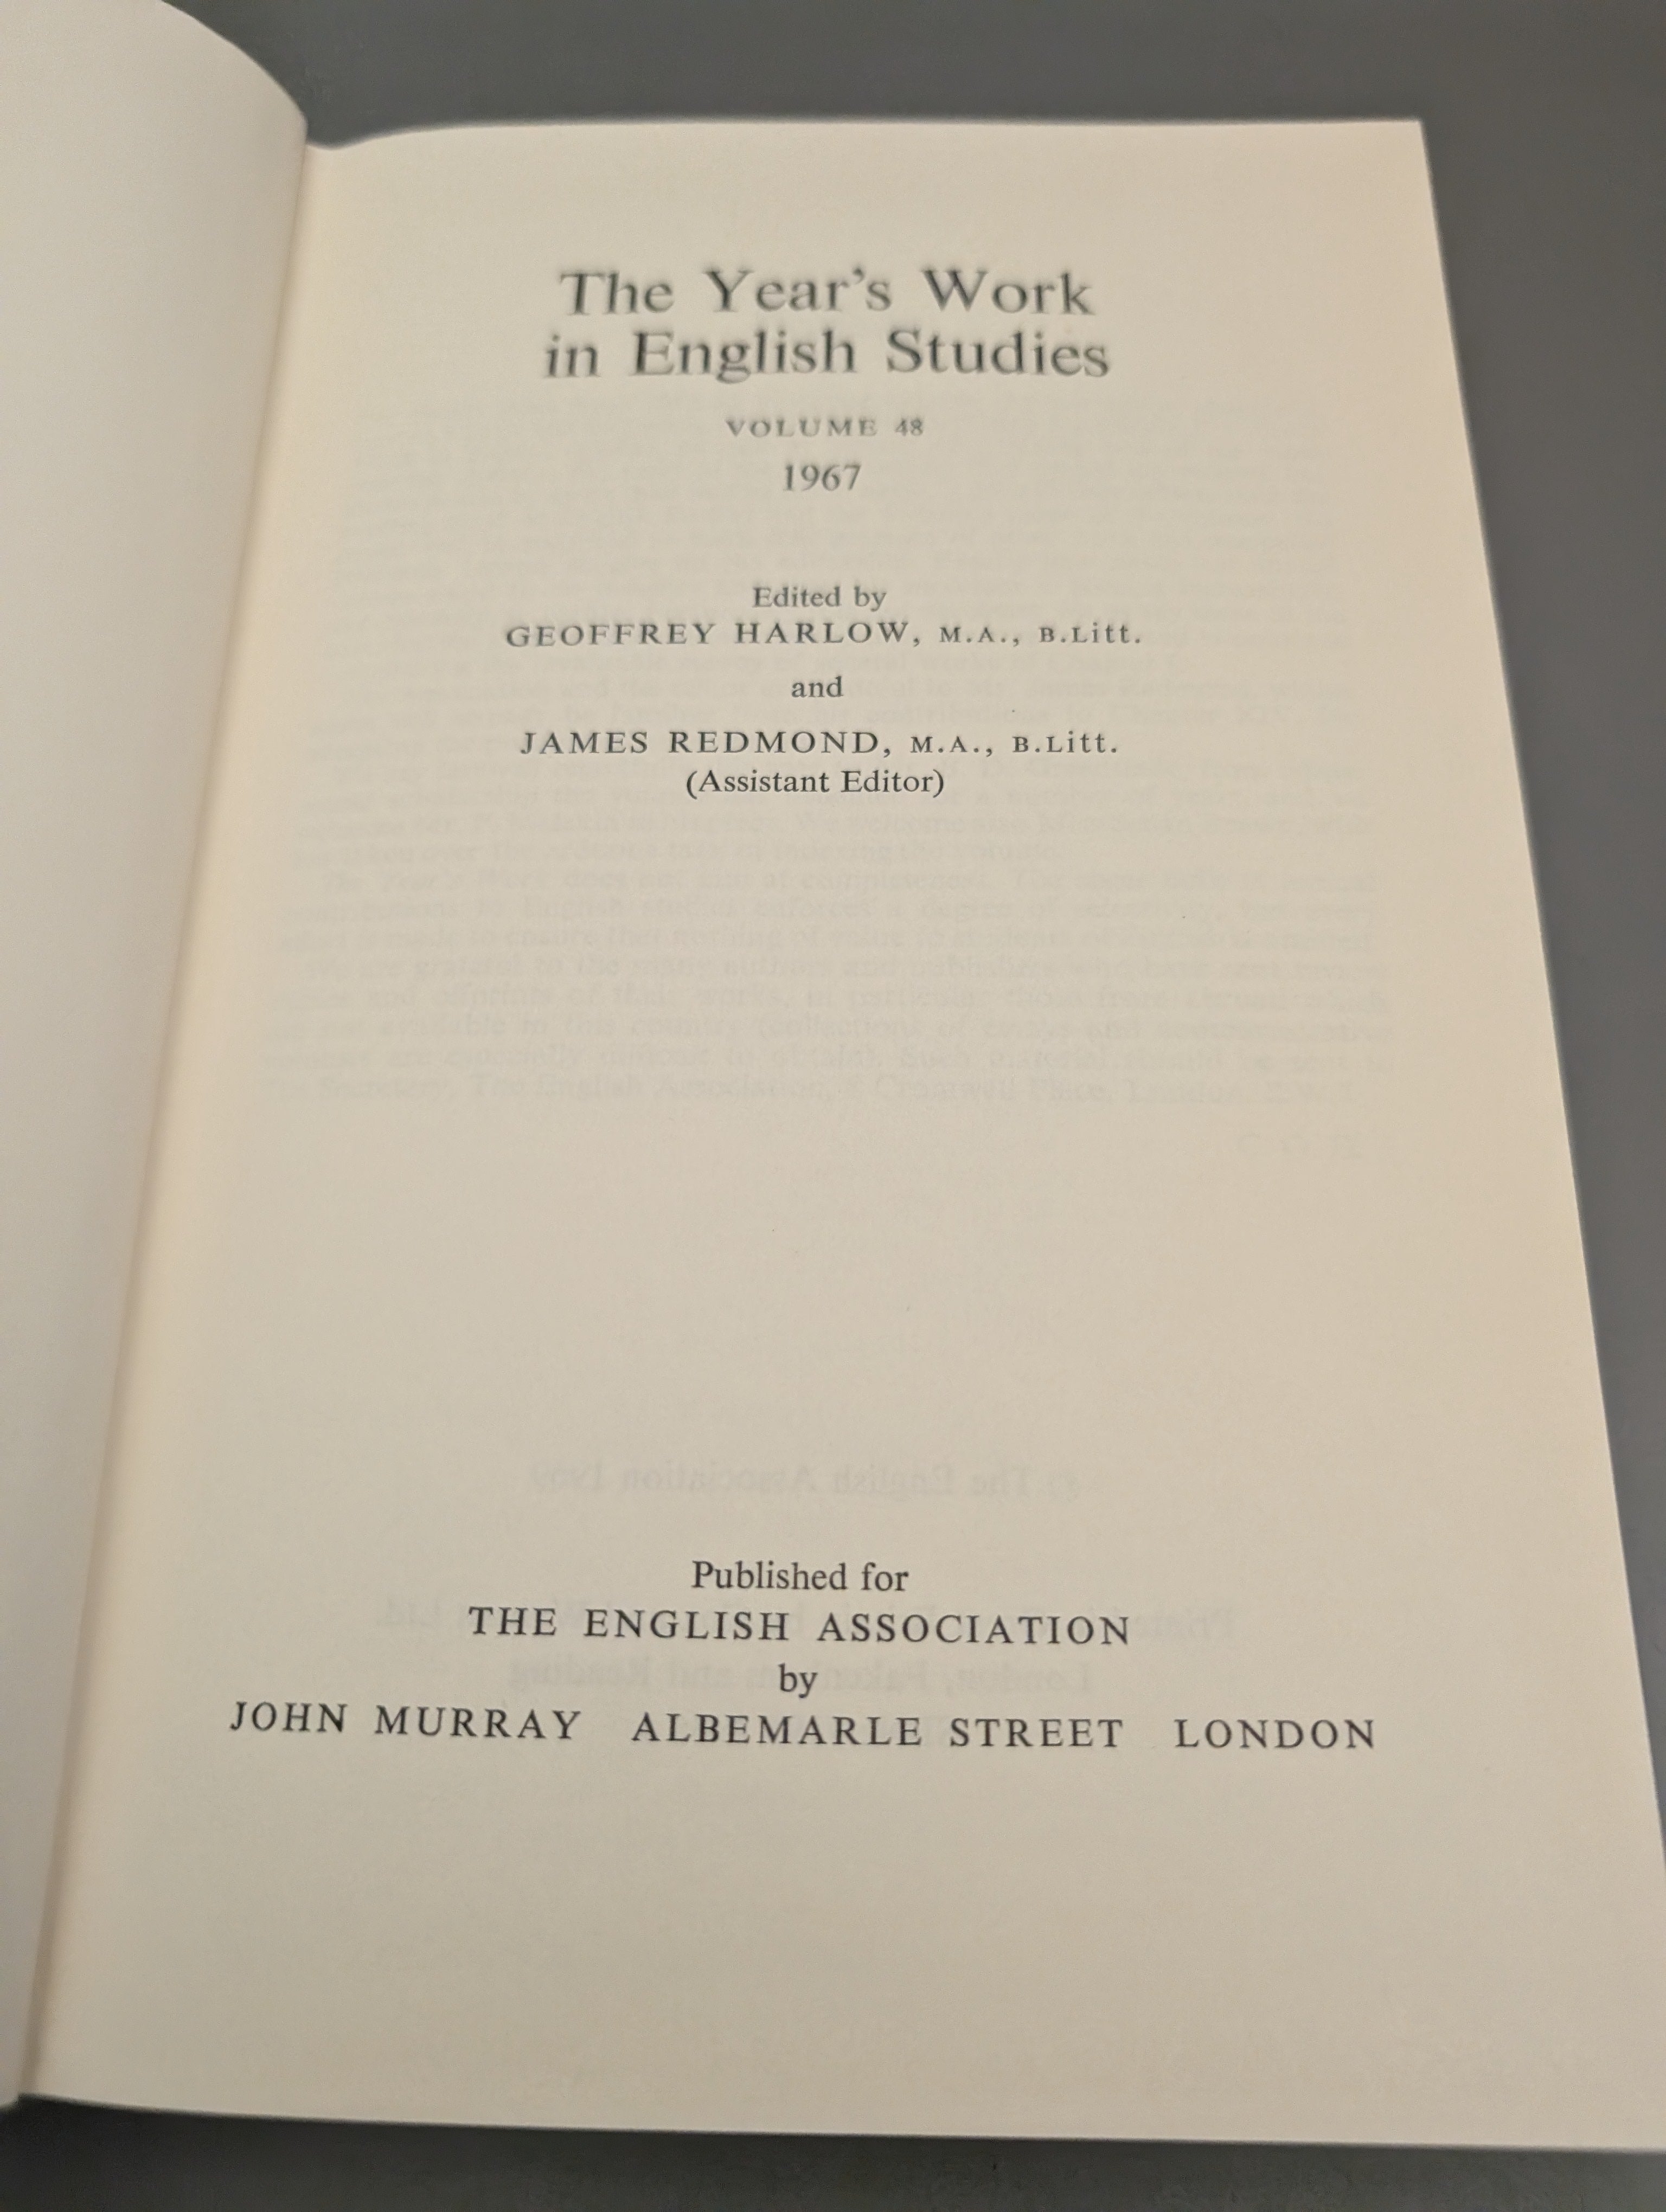 The Year's Work
in English Studies
VOLUME 48
1967
Edited by
GEOFFREY HARLOW, M.A., B.Litt.
and
JAMES REDMOND, M.A., B.Litt.
(Assistant Editor)
Published for
THE ENGLISH ASSOCIATION
by
JOHN MURRAY ALBEMARLE STREET LONDON